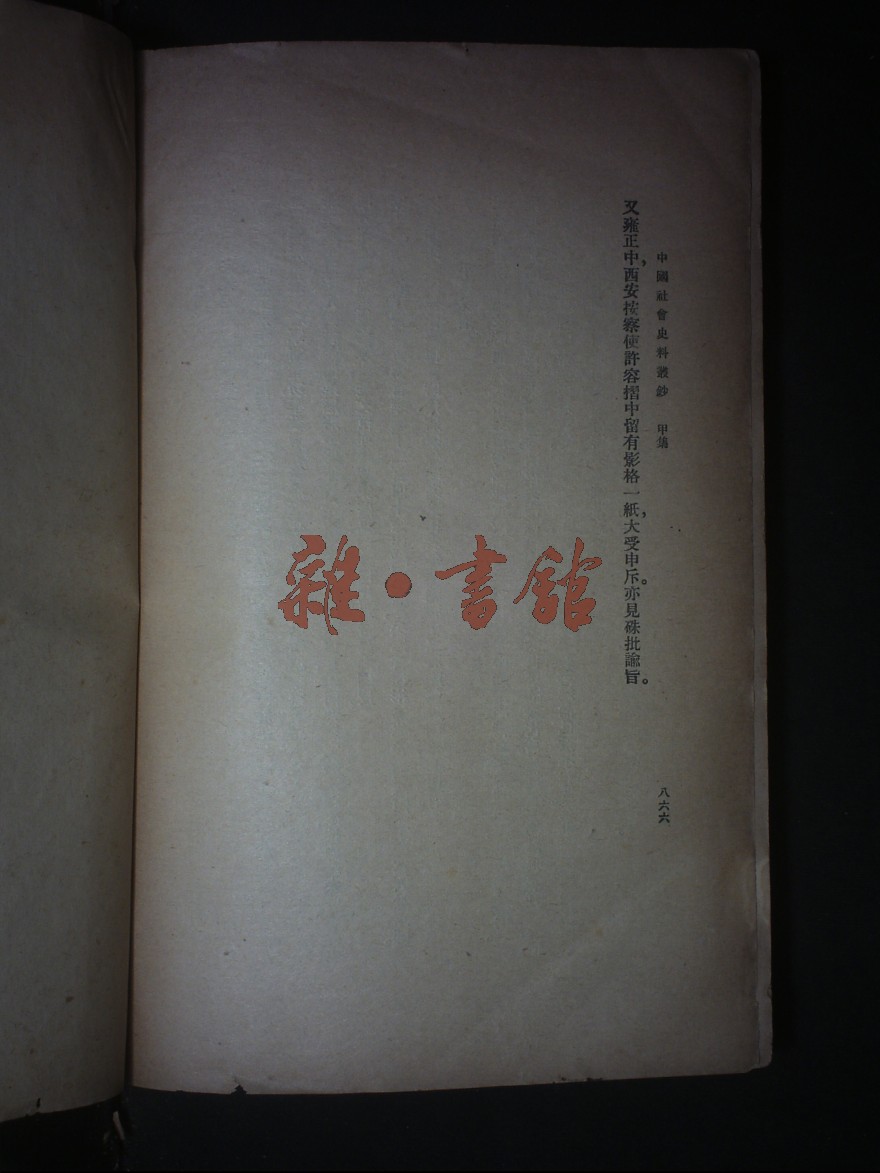 中國社會史料叢鈔　甲集
八六六
又雍正中，西安按察使許容摺中留有影格一紙，大受申斥。亦見硃批諭旨。
雜·書館